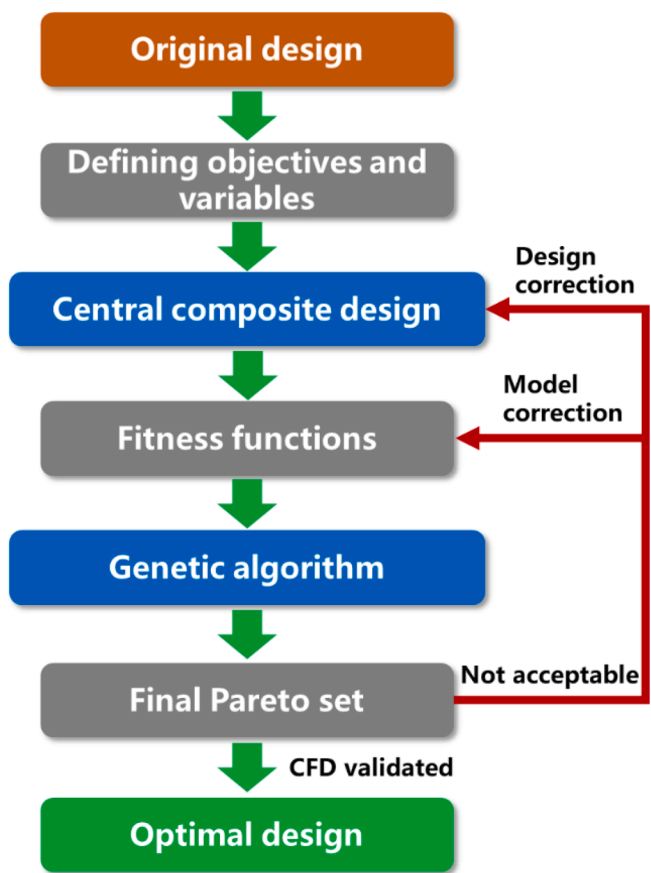 Original design
Defining objectives and
variables
Design
correction
Central composite design
Model
correction
Fitness functions
Genetic algorithm
Not acceptable
Final Pareto set
CFD validated
Optimal design